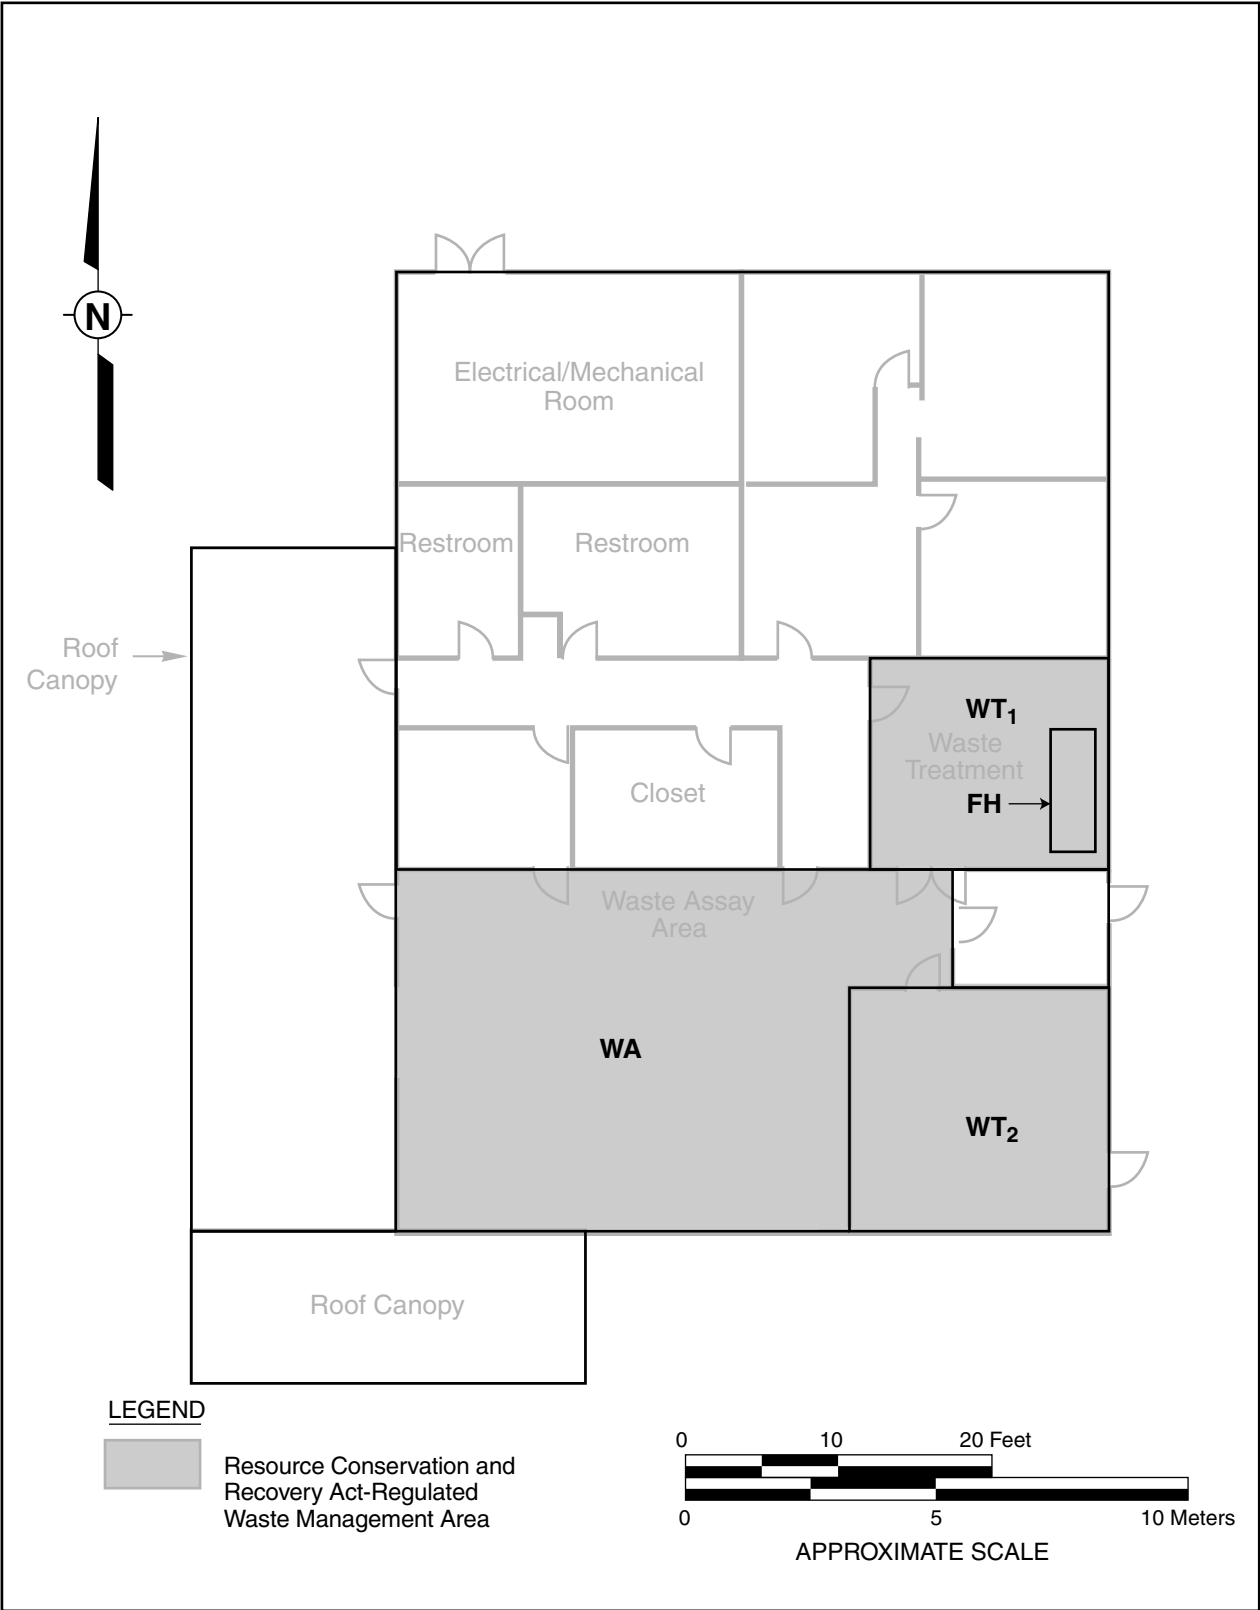 N
Electrical/Mechanical
Room
Restroom
Restroom
Roof
Canopy
WT1
Waste
Treatment
FH
Closet
Waste Assay
Area
WA
WT2
Roof Canopy
LEGEND
Resource Conservation and
Recovery Act-Regulated
Waste Management Area
0 10 20 Feet
0 5 10 Meters
APPROXIMATE SCALE